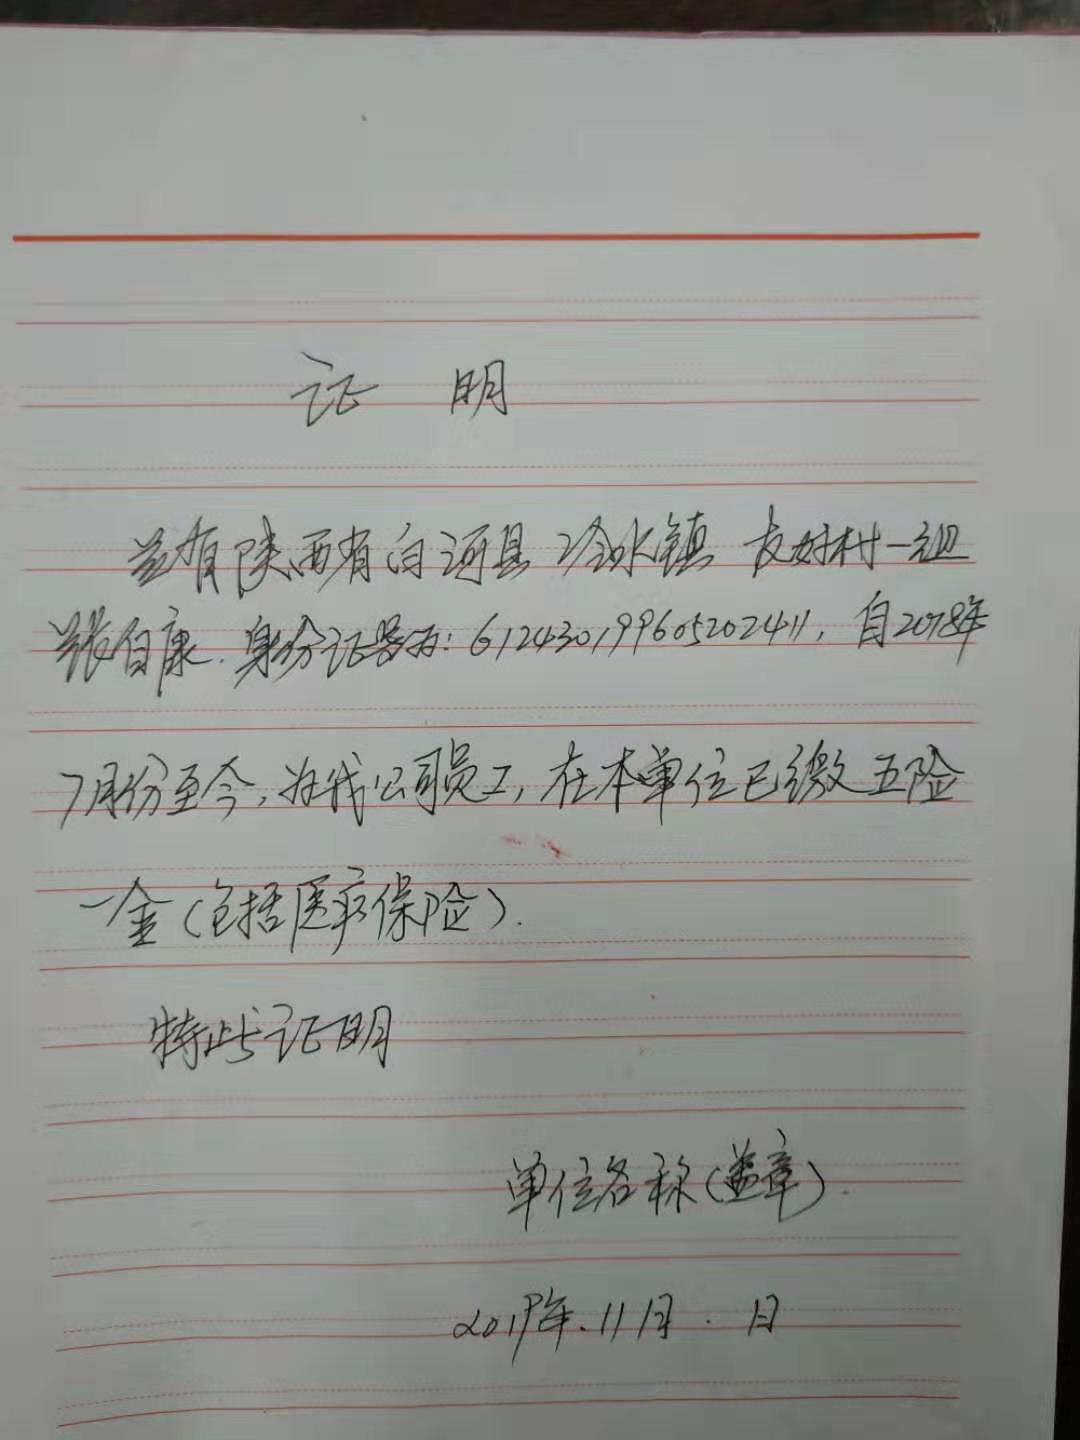 证 明
兹有陕西省白河县冷水镇友好村一组
张自康.身份证号为:612430199605202411,自2018年
7月份至今,为我公司员工,在本单位已缴五险
一金(包括医疗保险).
特此证明
单位名称(盖章).
2019年.11月.日